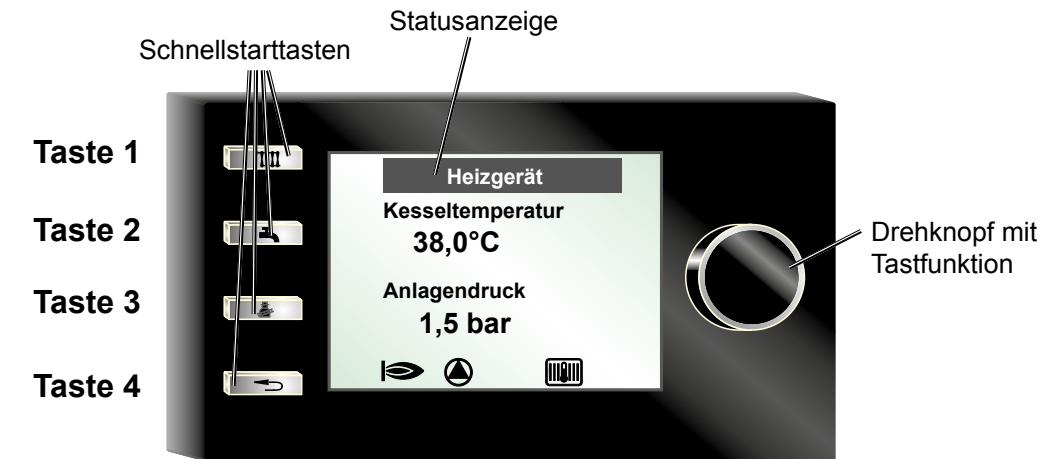 Statusanzeige
Schnellstarttasten
Taste 1
Taste 2
Taste 3
Taste 4
Heizgerät
Kesseltemperatur
38,0°C
Anlagendruck
1,5 bar
Drehknopf mit
Tastfunktion